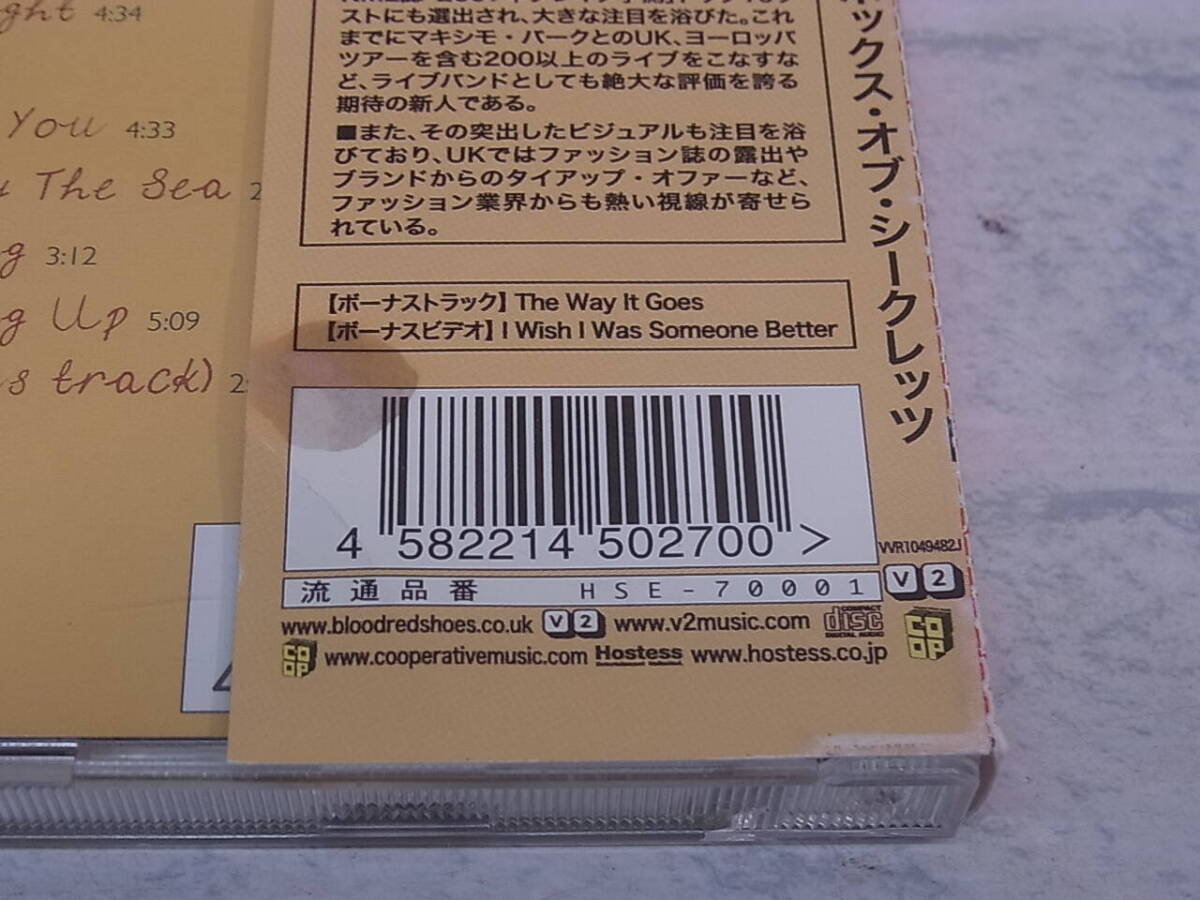 ght 4:34
You 4:33
The Sea 2
g 3:12
g Up 5:09
s track) 2
ストにも選出され、大きな注目を浴びた。これ
までにマキシモ・パークとのUK、ヨーロッパ
ツアーを含む200以上のライブをこなすな
ど、ライブバンドとしても絶大な評価を誇る
期待の新人である。
■また、その突出したビジュアルも注目を浴
びており、UKではファッション誌の露出や
ブランドからのタイアップ・オファーなど、
ファッション業界からも熱い視線が寄せら
れている。
【ボーナストラック】The Way It Goes
【ボーナスビデオ】I Wish I Was Someone Better
4 582214 502700 >
流通品番 HSE-70001
www.bloodredshoes.co.uk V2 www.v2music.com COMPACT disc DIGITAL AUDIO
CO OP www.cooperativemusic.com Hostess www.hostess.co.jp
ックス・オブ・シークレッツ
VVR1049482J
V2
CO OP